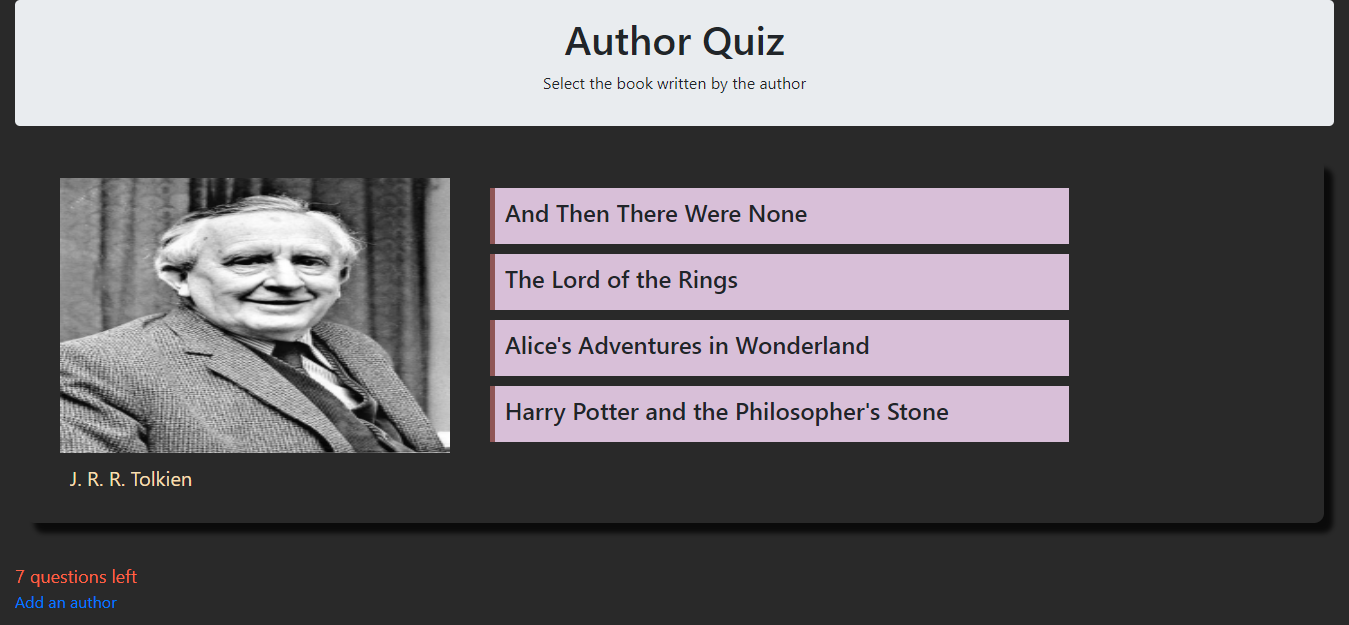 Author Quiz
Select the book written by the author
And Then There Were None
The Lord of the Rings
Alice's Adventures in Wonderland
Harry Potter and the Philosopher's Stone
J. R. R. Tolkien
7 questions left
Add an author